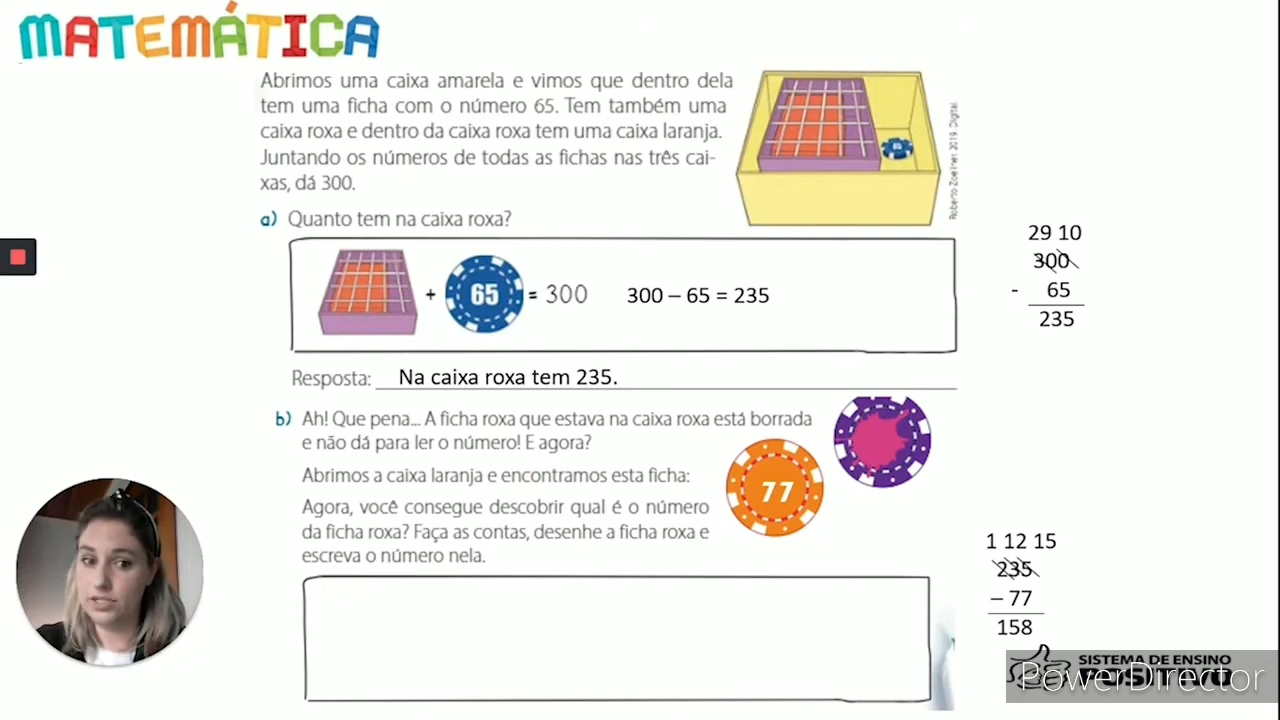 MATEMÁTICA
Abrimos uma caixa amarela e vimos que dentro dela
tem uma ficha com o número 65. Tem também uma
caixa roxa e dentro da caixa roxa tem uma caixa laranja.
Juntando os números de todas as fichas nas três cai-
xas, dá 300.
Roberto Zoellner. 2019. Digital.
a) Quanto tem na caixa roxa?
+ 65 = 300 300 – 65 = 235
29 10
300
- 65
235
Resposta: Na caixa roxa tem 235.
b) Ah! Que pena... A ficha roxa que estava na caixa roxa está borrada
e não dá para ler o número! E agora?
Abrimos a caixa laranja e encontramos esta ficha:
77
Agora, você consegue descobrir qual é o número
da ficha roxa? Faça as contas, desenhe a ficha roxa e
escreva o número nela.
1 12 15
235
– 77
158
SISTEMA DE ENSINO
POSITIVO
PowerDirector